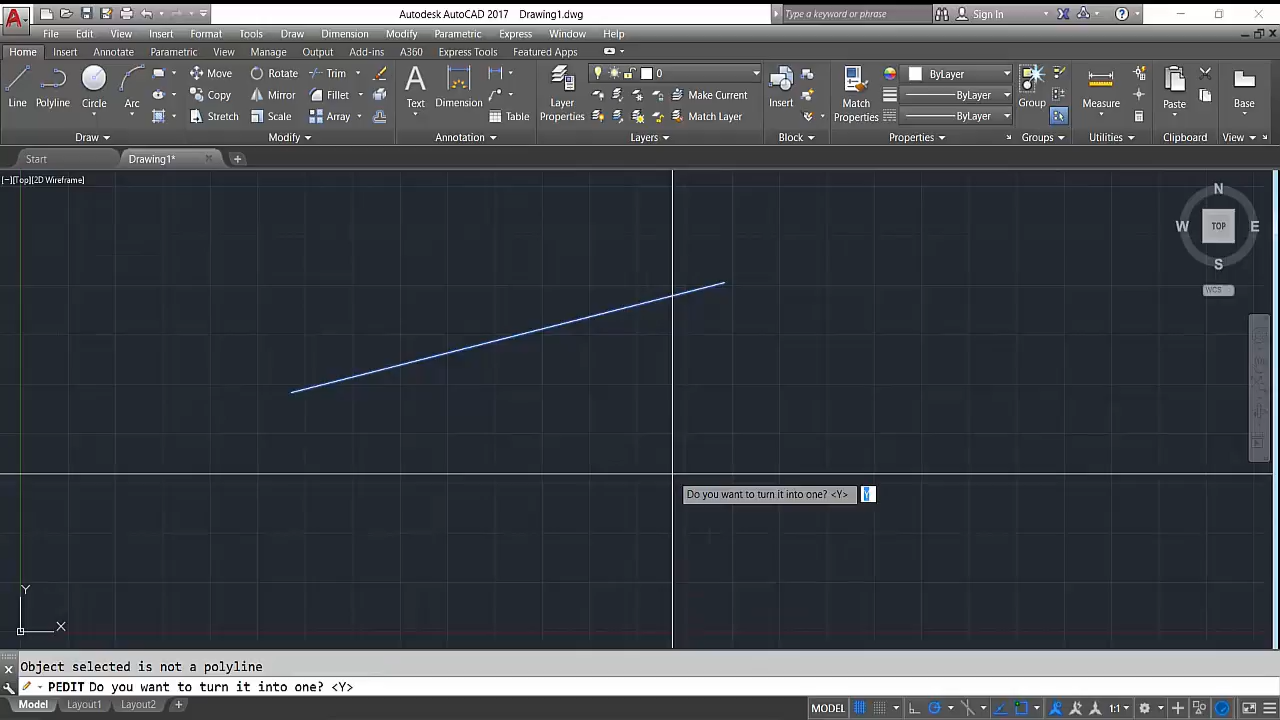 Autodesk AutoCAD 2017 Drawing1.dwg
Type a keyword or phrase
Sign In
File Edit View Insert Format Tools Draw Dimension Modify Parametric Express Window Help
Home Insert Annotate Parametric View Manage Output Add-ins A360 Express Tools Featured Apps
Line Polyline Circle Arc
Move Rotate Trim
Copy Mirror Fillet
Stretch Scale Array
Text Dimension Table
Layer Properties
0
Make Current
Match Layer
Insert
Match Properties
ByLayer
ByLayer
ByLayer
Group
Measure
Paste
Base
Draw Modify Annotation Layers Block Properties Groups Utilities Clipboard View
Start Drawing1*
[−][Top][2D Wireframe]
N
W TOP E
S
WCS
Do you want to turn it into one? <Y> Y
Y
X
Object selected is not a polyline
PEDIT Do you want to turn it into one? <Y>
Model Layout1 Layout2
MODEL 1:1